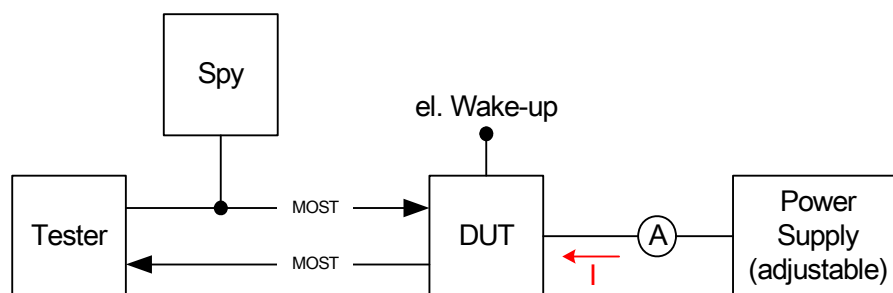 Spy
el. Wake-up
Tester
MOST
MOST
DUT
A
I
Power
Supply
(adjustable)